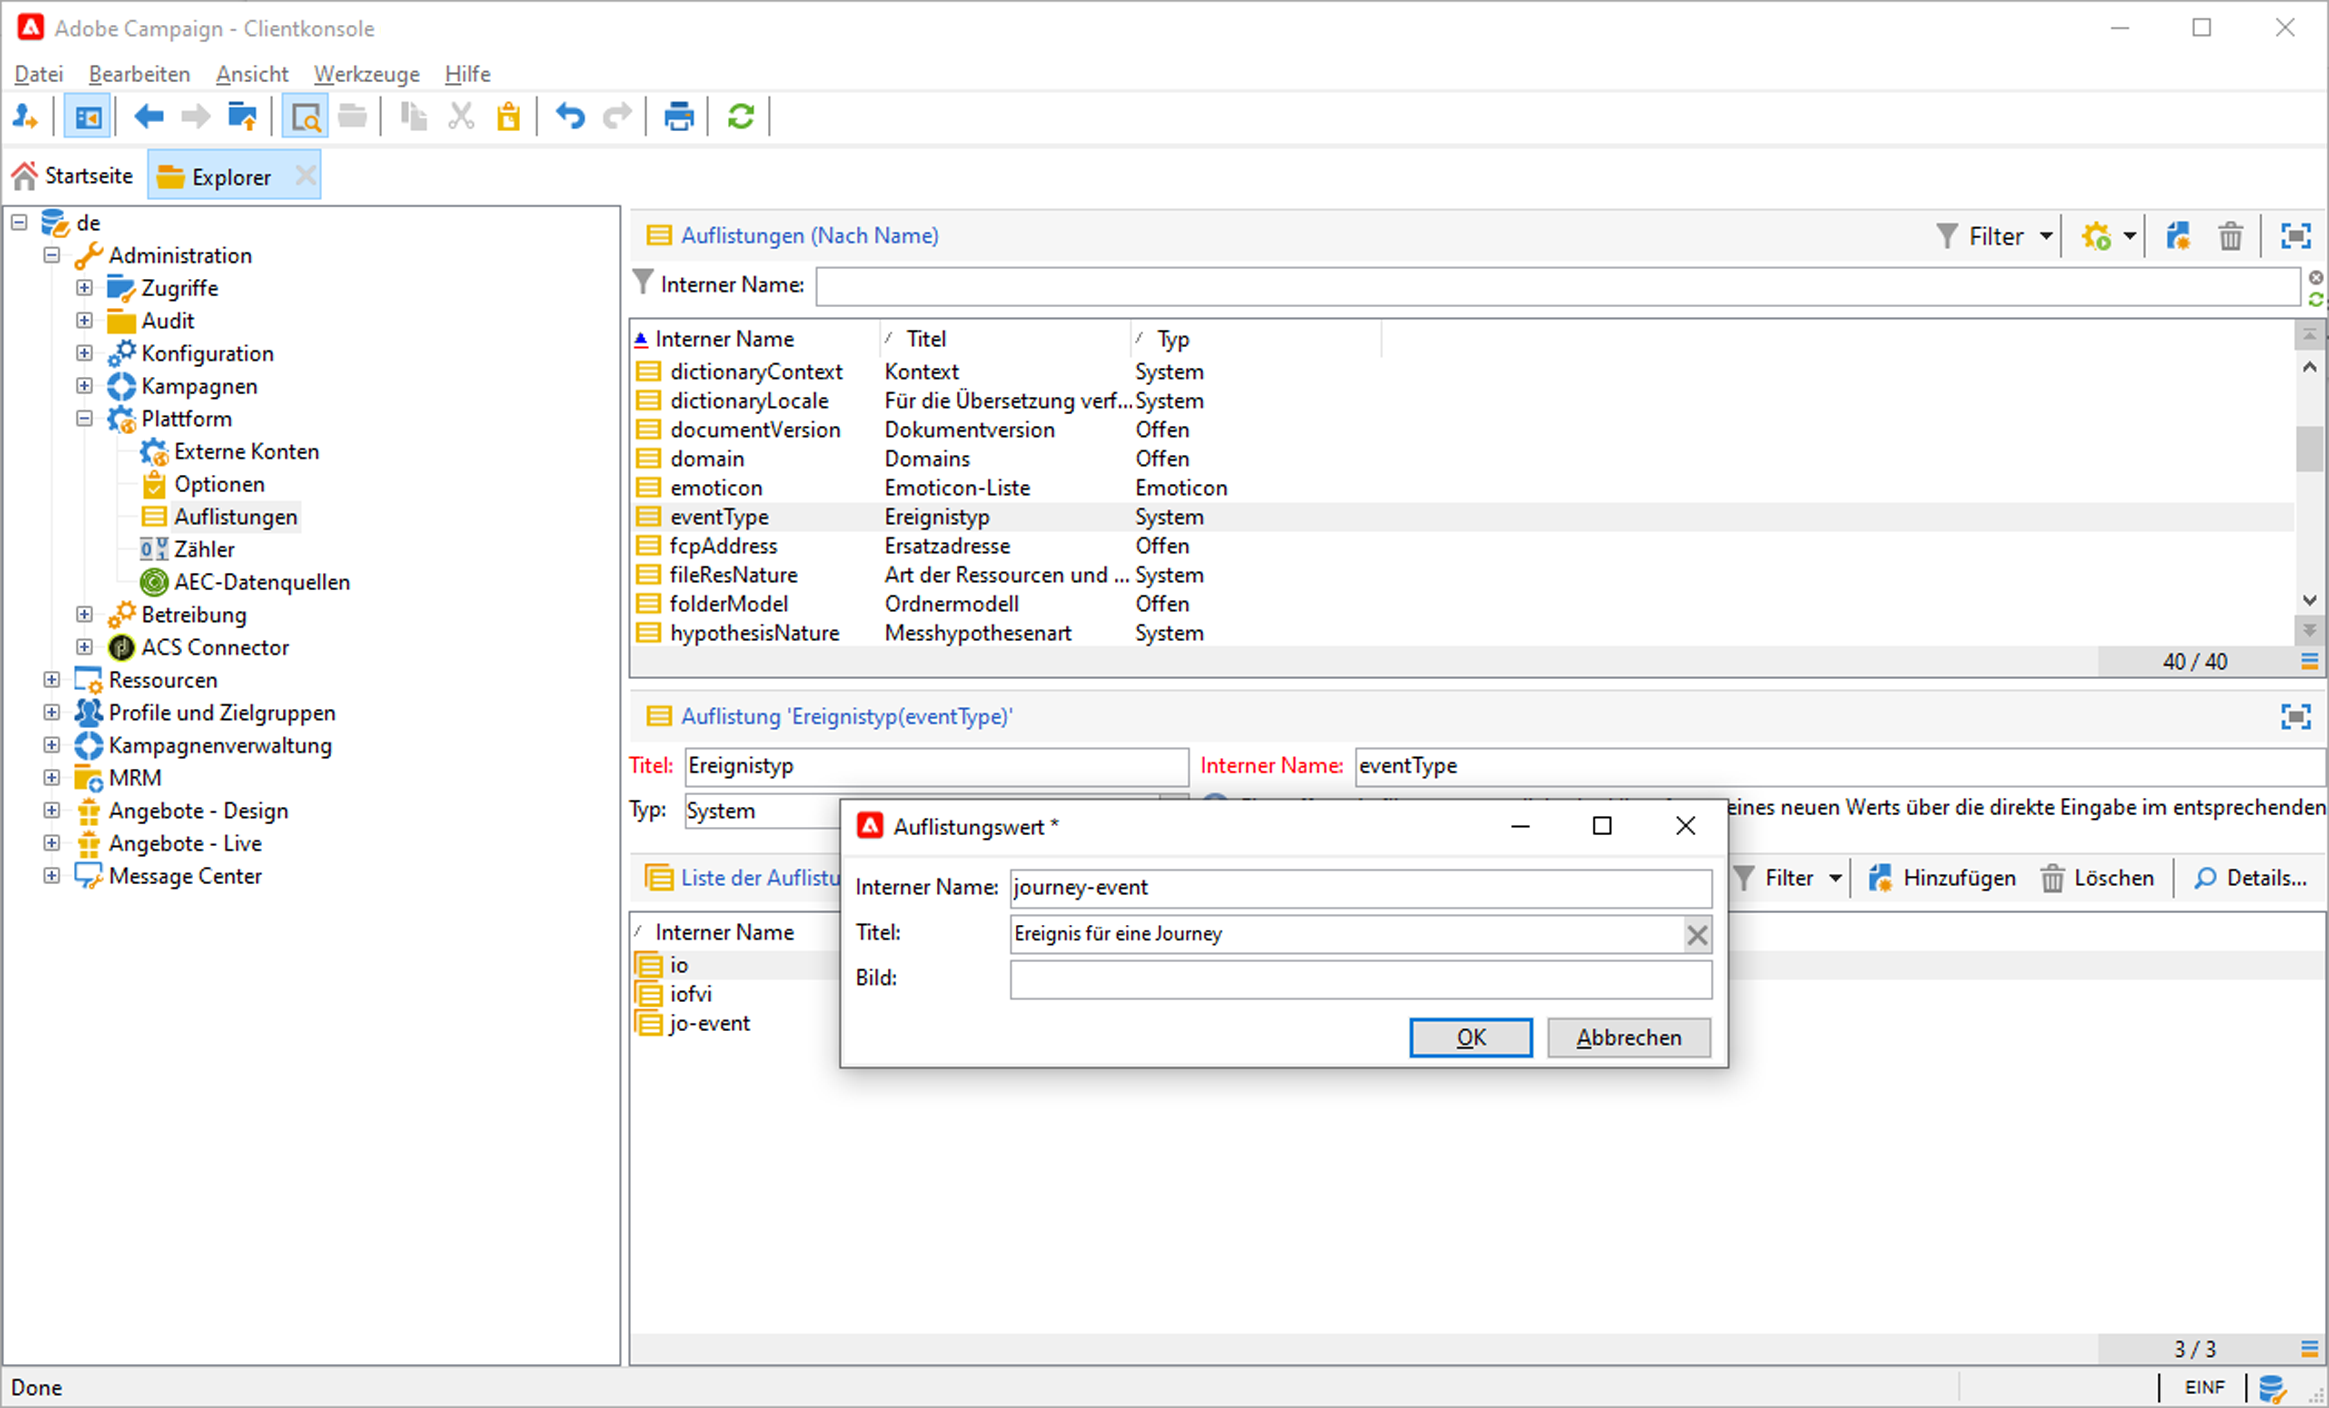 Adobe Campaign - Clientkonsole
Datei Bearbeiten Ansicht Werkzeuge Hilfe
Startseite Explorer
de
Administration
Zugriffe
Audit
Konfiguration
Kampagnen
Plattform
Externe Konten
Optionen
Auflistungen
Zähler
AEC-Datenquellen
Betreibung
ACS Connector
Ressourcen
Profile und Zielgruppen
Kampagnenverwaltung
MRM
Angebote - Design
Angebote - Live
Message Center
Auflistungen (Nach Name) Filter
Interner Name:
Interner Name Titel Typ
dictionaryContext Kontext System
dictionaryLocale Für die Übersetzung verf... System
documentVersion Dokumentversion Offen
domain Domains Offen
emoticon Emoticon-Liste Emoticon
eventType Ereignistyp System
fcpAddress Ersatzadresse Offen
fileResNature Art der Ressourcen und ... System
folderModel Ordnermodell Offen
hypothesisNature Messhypothesenart System
40 / 40
Auflistung 'Ereignistyp(eventType)'
Titel: Ereignistyp Interner Name: eventType
Typ: System eines neuen Werts über die direkte Eingabe im entsprechenden
Liste der Auflistu Filter Hinzufügen Löschen Details...
Interner Name
io
iofvi
jo-event
Auflistungswert *
Interner Name: journey-event
Titel: Ereignis für eine Journey
Bild:
OK Abbrechen
3 / 3
Done EINF